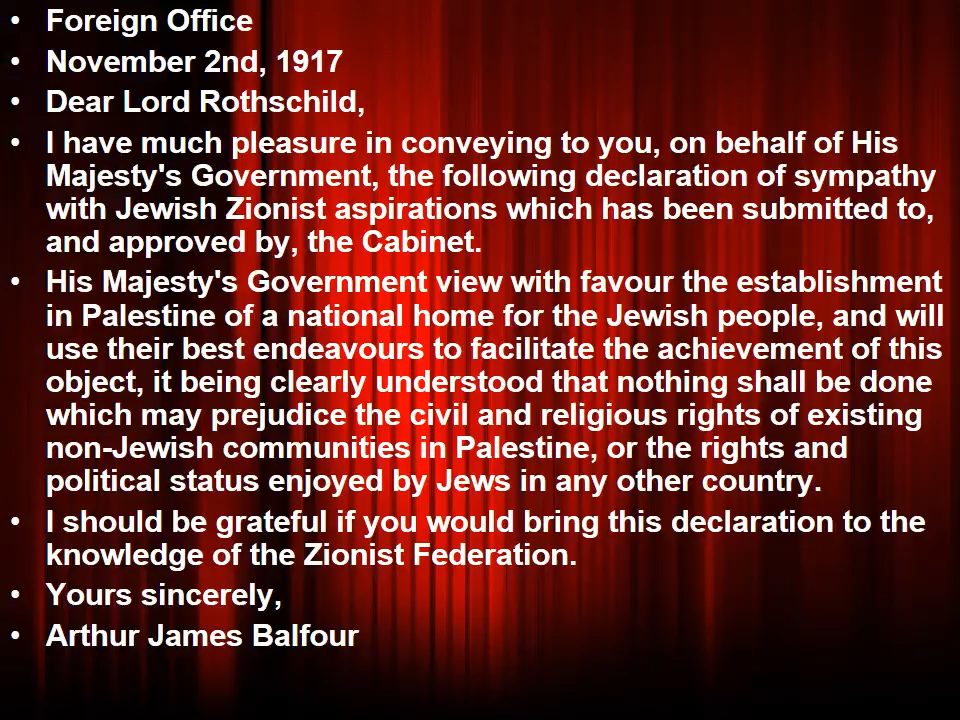 • Foreign Office
• November 2nd, 1917
• Dear Lord Rothschild,
• I have much pleasure in conveying to you, on behalf of His
Majesty's Government, the following declaration of sympathy
with Jewish Zionist aspirations which has been submitted to,
and approved by, the Cabinet.
• His Majesty's Government view with favour the establishment
in Palestine of a national home for the Jewish people, and will
use their best endeavours to facilitate the achievement of this
object, it being clearly understood that nothing shall be done
which may prejudice the civil and religious rights of existing
non-Jewish communities in Palestine, or the rights and
political status enjoyed by Jews in any other country.
• I should be grateful if you would bring this declaration to the
knowledge of the Zionist Federation.
• Yours sincerely,
• Arthur James Balfour